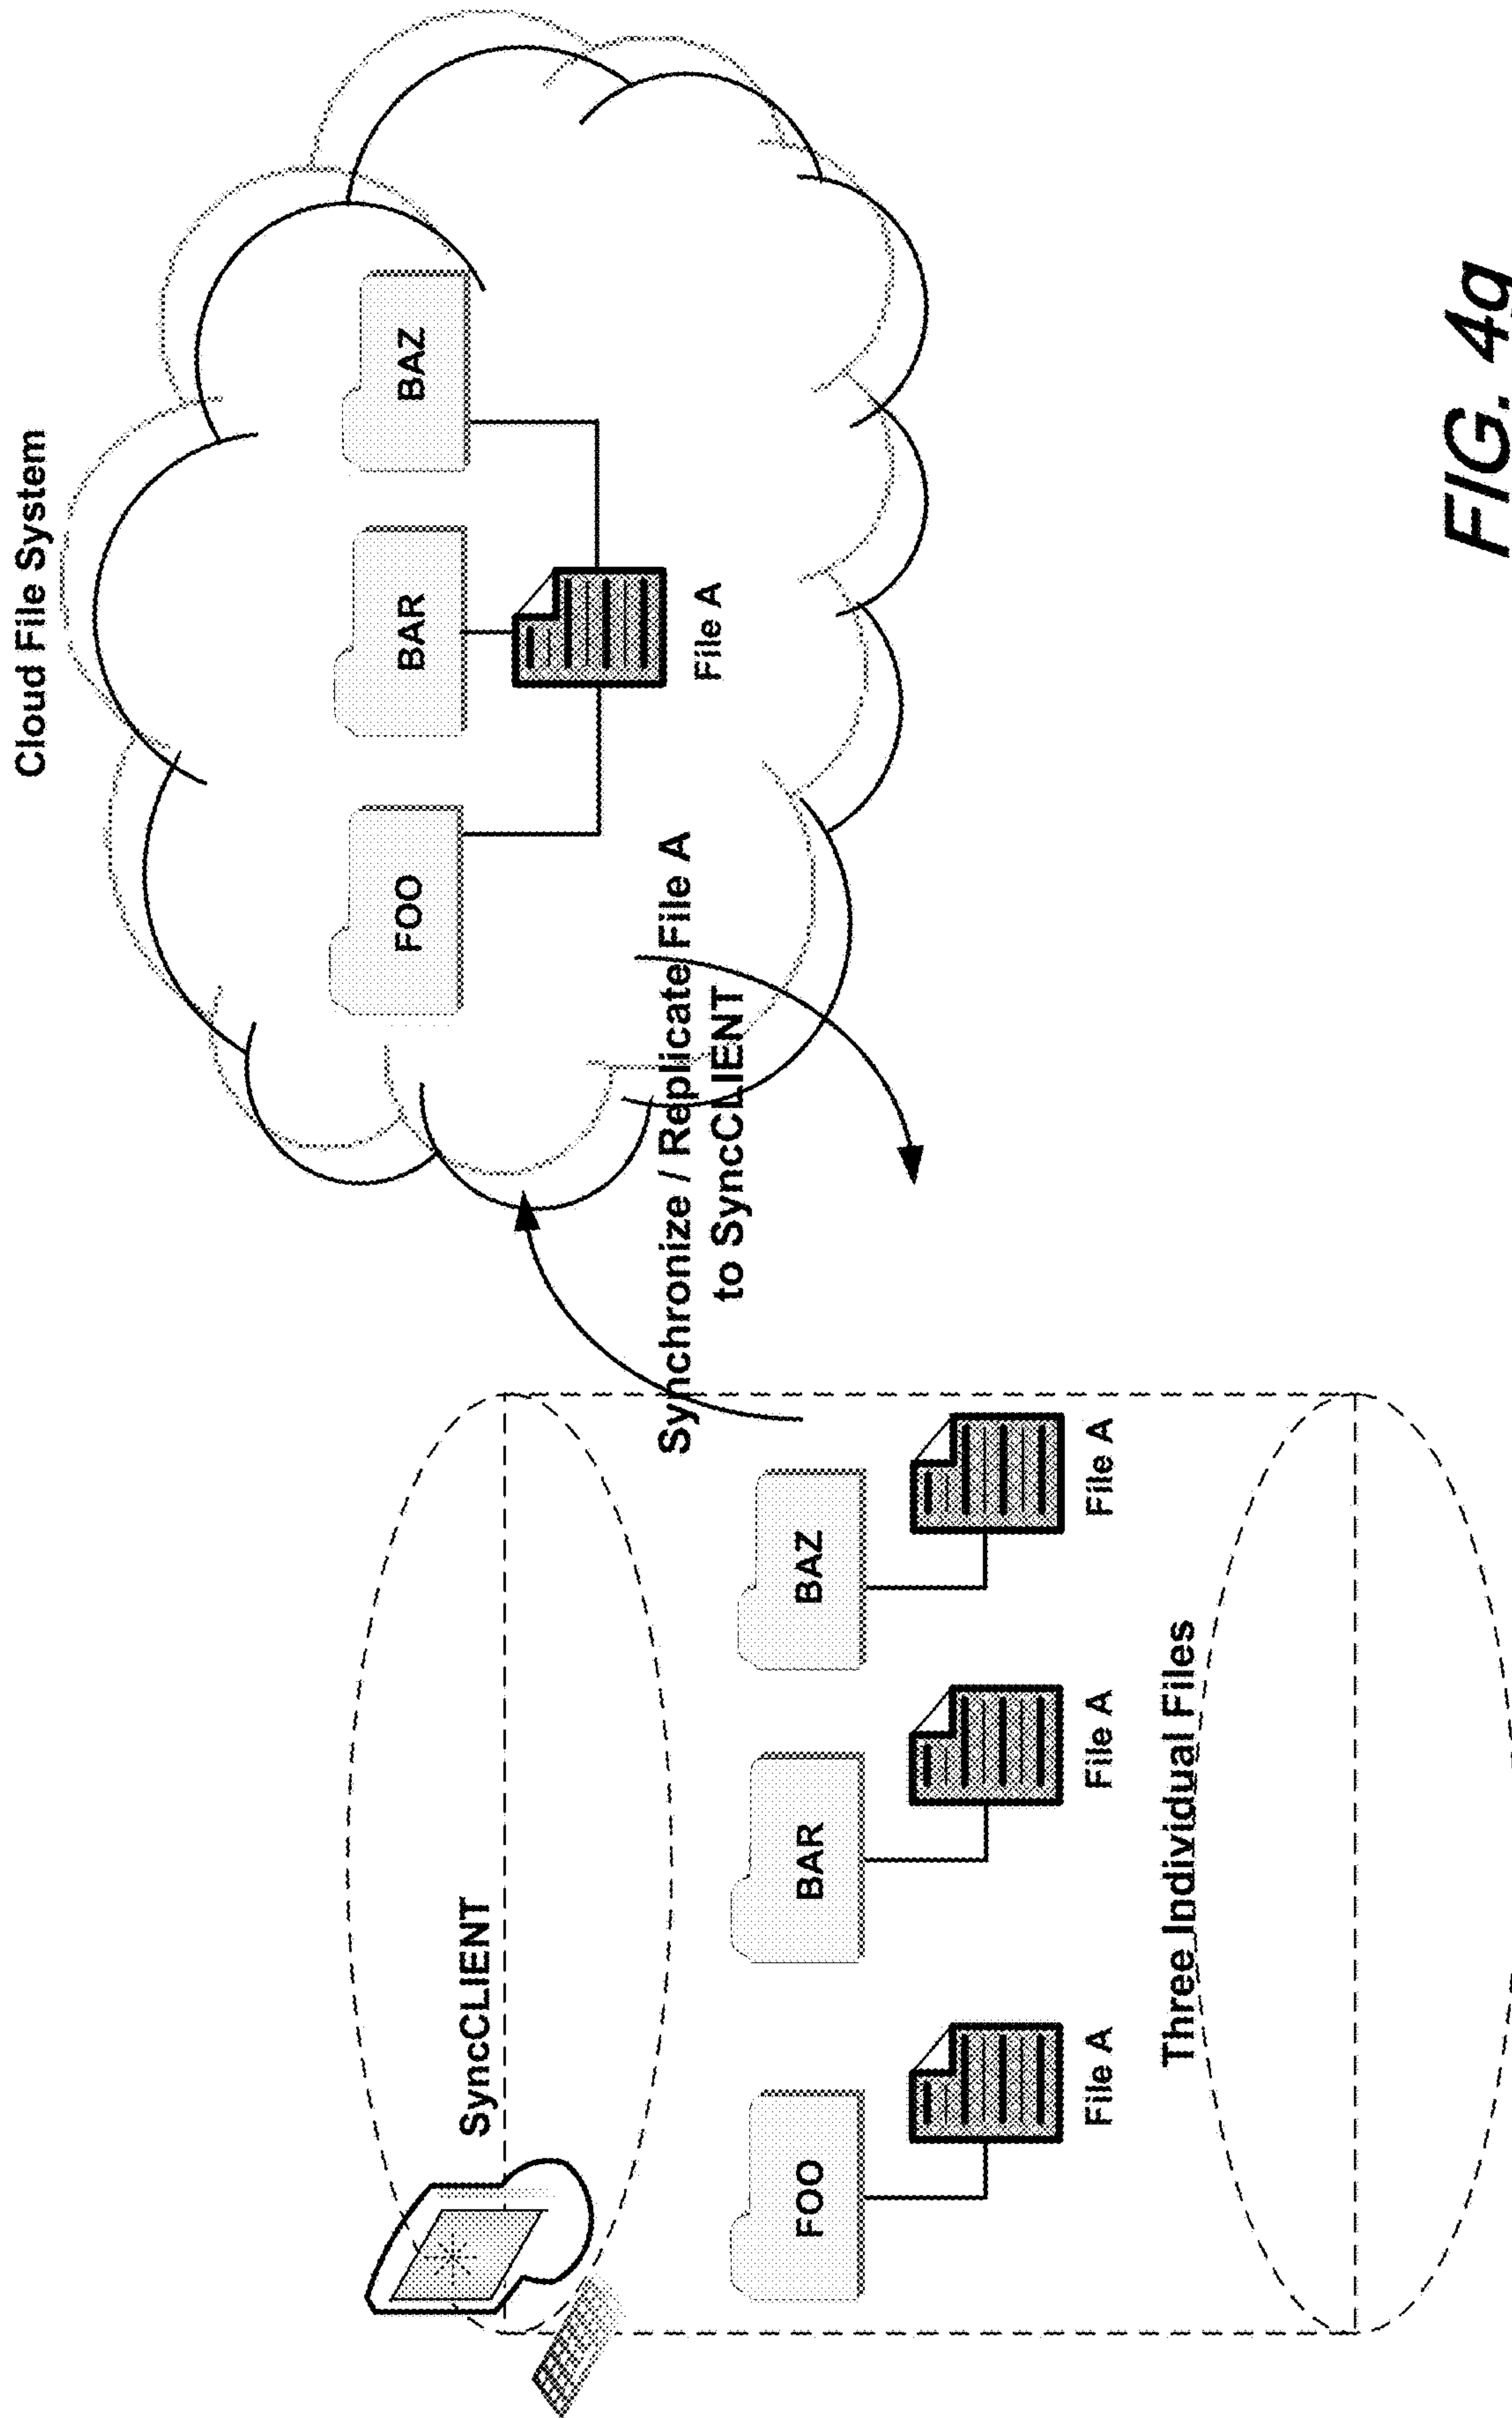 Cloud File System
SyncCLIENT
FOO
BAR
BAZ
File A
Synchronize / Replicate File A
to SyncCLIENT
FOO
BAR
BAZ
File A
File A
File A
Three Individual Files
FIG. 4g